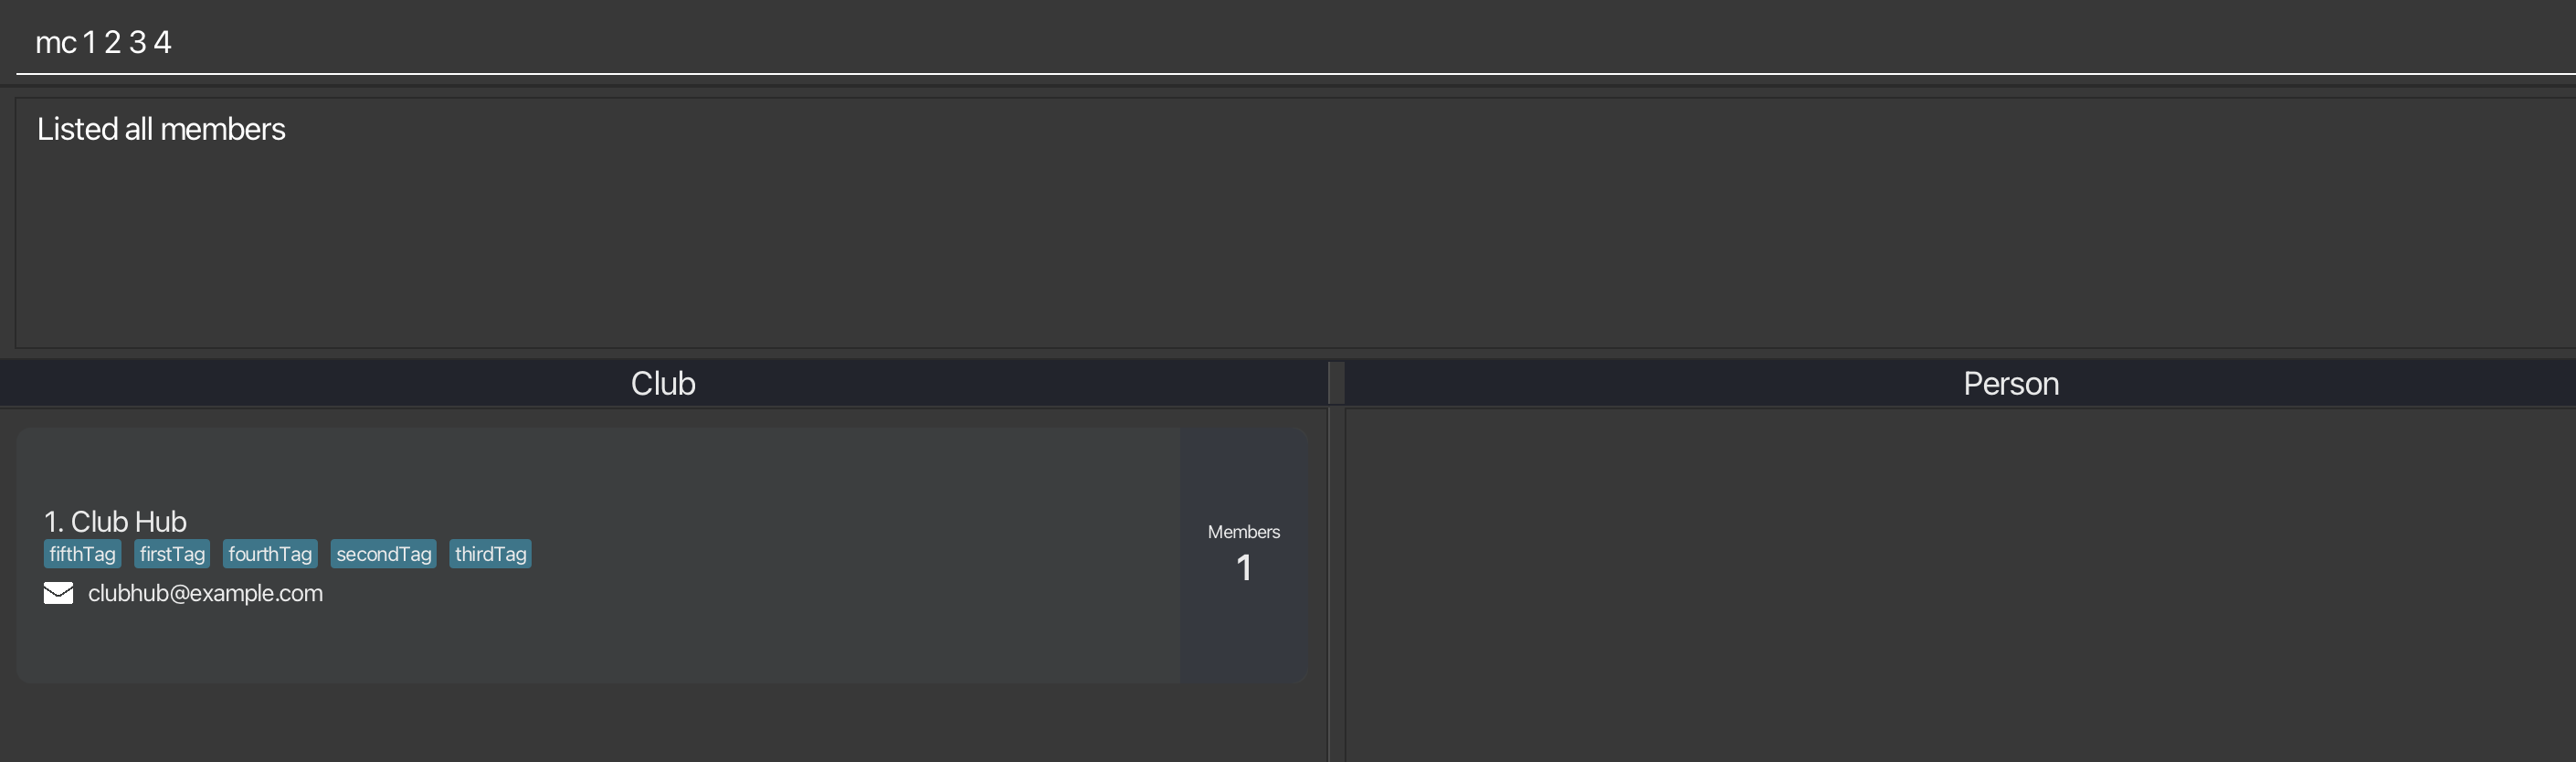 mc 1 2 3 4
Listed all members
Club
Person
1. Club Hub
fifthTag firstTag fourthTag secondTag thirdTag
clubhub@example.com
Members
1